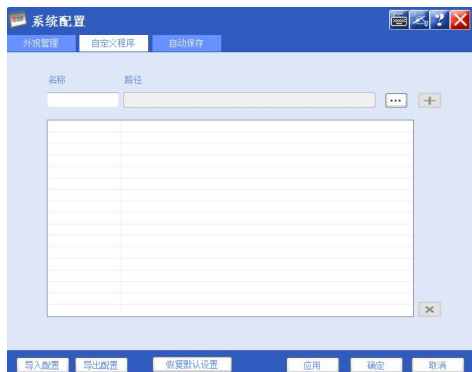 系统配置
外观管理 自定义程序 自动保存
名称 路径
导入配置 导出配置 恢复默认设置 应用 确定 取消